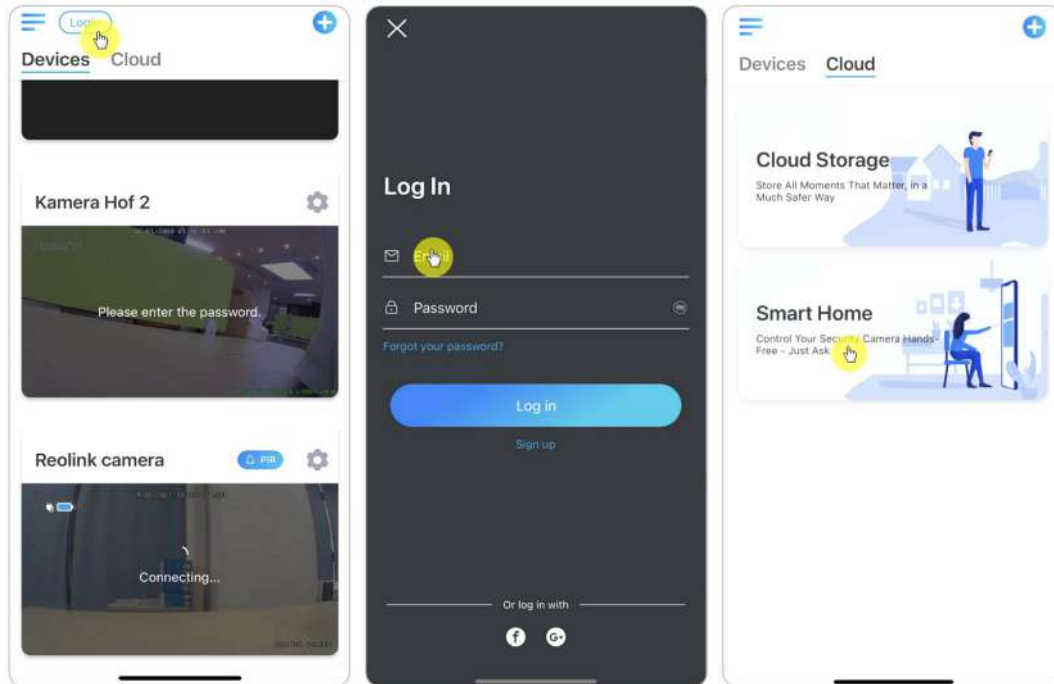 Login
Devices Cloud
Kamera Hof 2
Please enter the password.
Reolink camera
PIR
Connecting...
Log In
Email
Password
Forgot your password?
Log in
Sign up
Or log in with
f
G+
Devices Cloud
Cloud Storage
Store All Moments That Matter, in a
Much Safer Way
Smart Home
Control Your Security Camera Hands-
Free - Just Ask